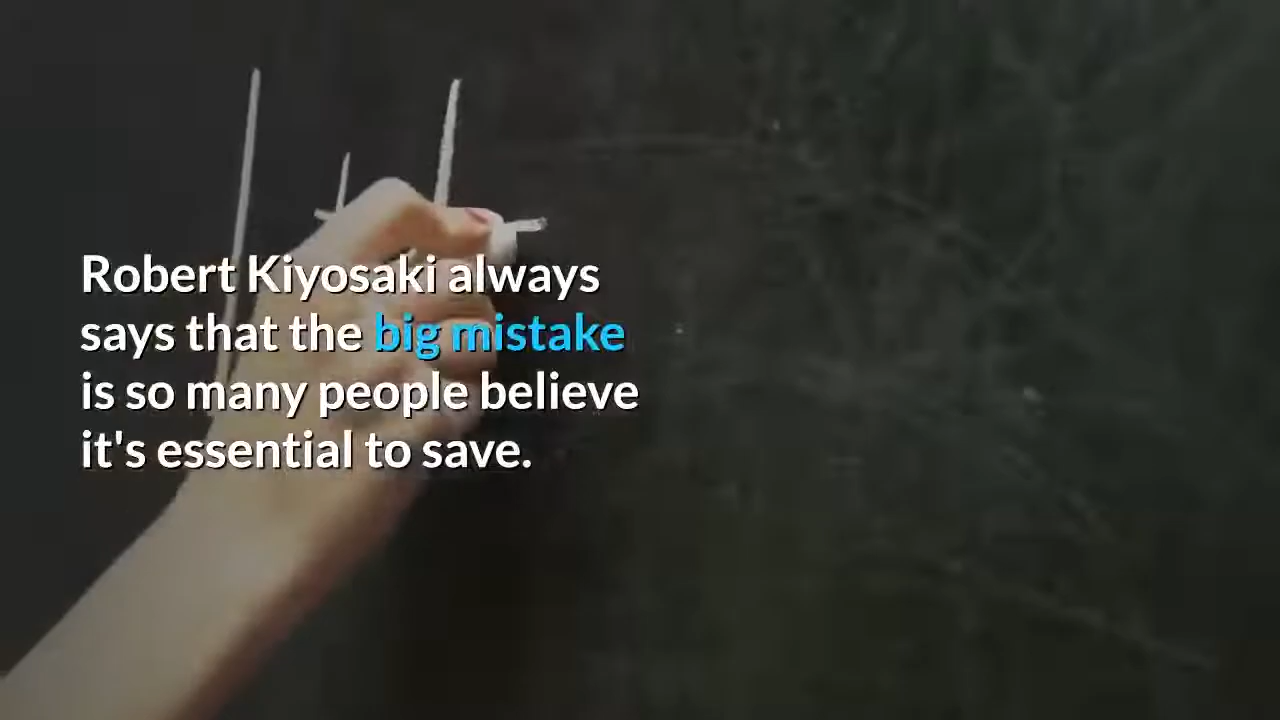 Robert Kiyosaki always
says that the big mistake
is so many people believe
it's essential to save.